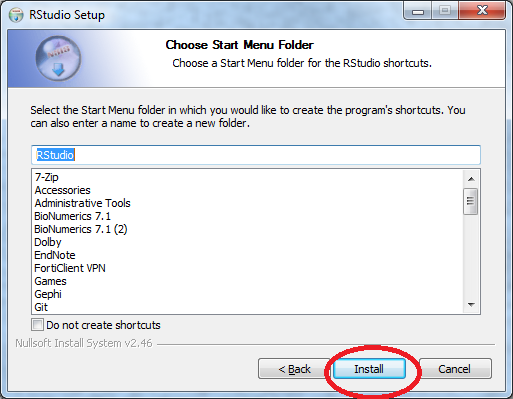 RStudio Setup
Choose Start Menu Folder
Choose a Start Menu folder for the RStudio shortcuts.
Select the Start Menu folder in which you would like to create the program's shortcuts. You
can also enter a name to create a new folder.
RStudio
7-Zip
Accessories
Administrative Tools
BioNumerics 7.1
BioNumerics 7.1 (2)
Dolby
EndNote
FortiClient VPN
Games
Gephi
Git
Do not create shortcuts
Nullsoft Install System v2.46
< Back Install Cancel